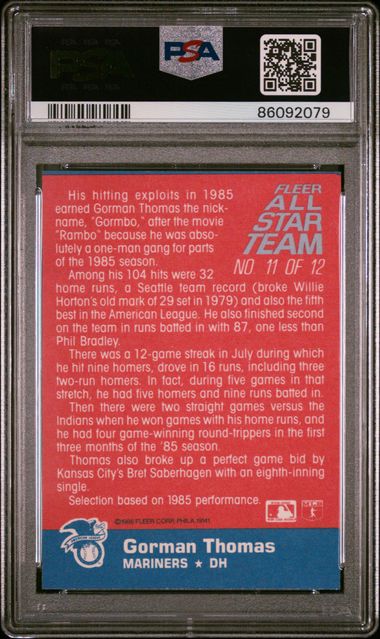 PSA
PSA
86092079
FLEER
ALL
STAR
TEAM
NO 11 OF 12
His hitting exploits in 1985
earned Gorman Thomas the nick-
name, "Gormbo," after the movie
"Rambo" because he was abso-
lutely a one-man gang for parts
of the 1985 season.
Among his 104 hits were 32
home runs, a Seattle team record (broke Willie
Horton's old mark of 29 set in 1979) and also the fifth
best in the American League. He also finished second
on the team in runs batted in with 87, one less than
Phil Bradley.
There was a 12-game streak in July during which
he hit nine homers, drove in 16 runs, including three
two-run homers. In fact, during five games in that
stretch, he had five homers and nine runs batted in.
Then there were two straight games versus the
Indians when he won games with his home runs, and
he had four game-winning round-trippers in the first
three months of the '85 season.
Thomas also broke up a perfect game bid by
Kansas City's Bret Saberhagen with an eighth-inning
single.
Selection based on 1985 performance.
©1986 FLEER CORP. PHILA 19141
AMERICAN LEAGUE
Gorman Thomas
MARINERS ★ DH